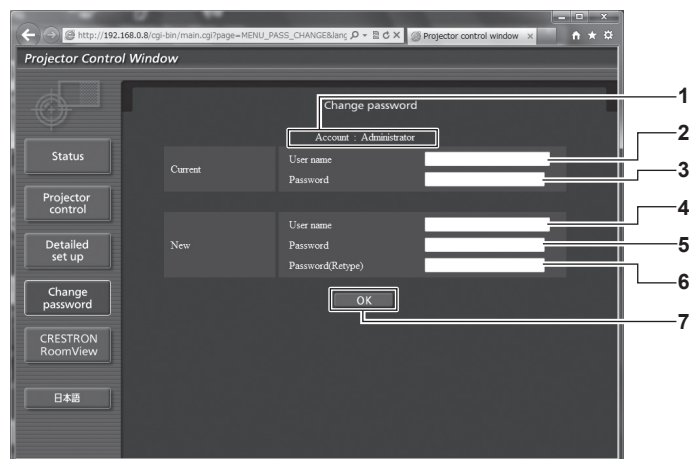 http://192.168.0.8/cgi-bin/main.cgi?page=MENU_PASS_CHANGE&lang
Projector control window
Projector Control Window
Change password
Account : Administrator
Status
Projector control
Detailed set up
Change password
CRESTRON RoomView
日本語
Current
User name
Password
New
User name
Password
Password(Retype)
OK
1
2
3
4
5
6
7